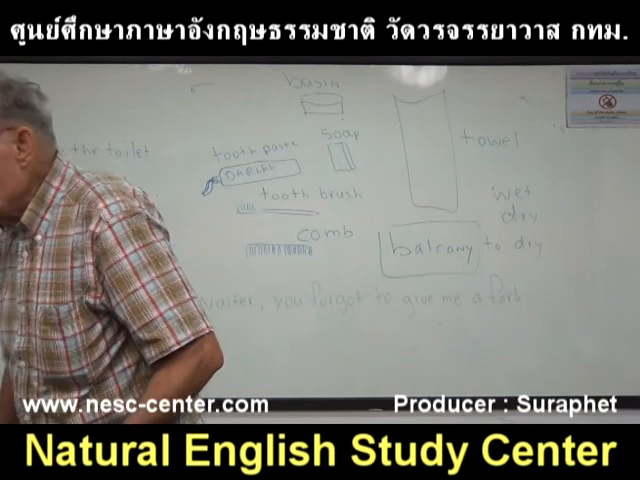 ศูนย์ศึกษาภาษาอังกฤษธรรมชาติ วัดวรจรรยาวาส กทม.
basin
soap
towel
the toilet
tooth paste
DARLEE
tooth brush
wet
dry
comb
balcany to dry
waiter, you forgot to give me a fork
www.nesc-center.com
Producer : Suraphet
Natural English Study Center